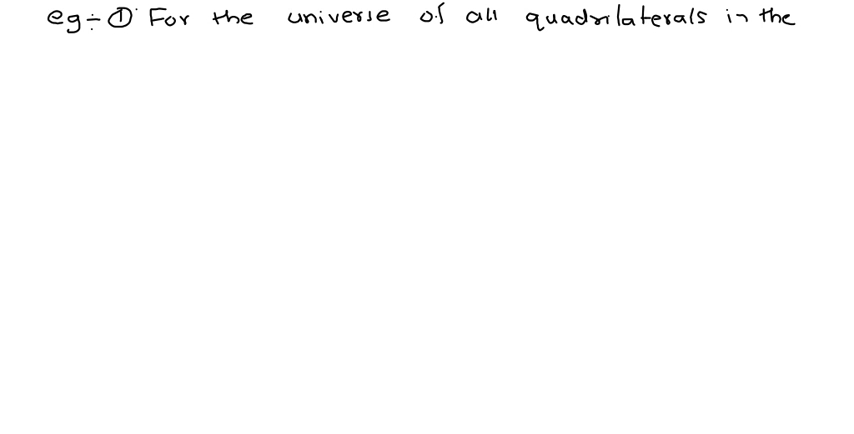 eg:- ① For the universe of all quadrilaterals in the